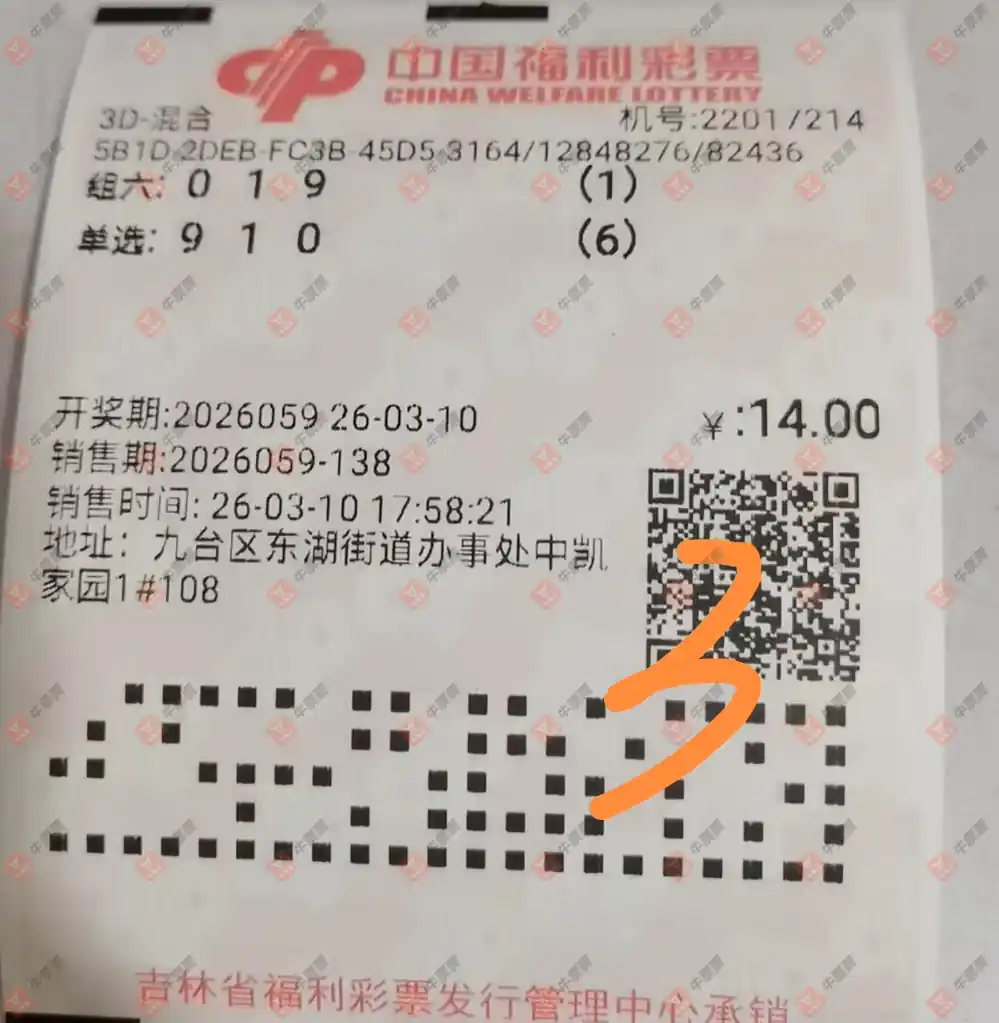 中国福利彩票
CHINA WELFARE LOTTERY
3D-混合 机号:22017214
5B1D-2DEB-FC3B-45D5-3164/12848276/82436
组六: 0 1 9 (1)
单选: 9 1 0 (6)
开奖期:2026059 26-03-10 ¥:14.00
销售期:2026059-138
销售时间: 26-03-10 17:58:21
地址: 九台区东湖街道办事处中凯
家园1#108
3
吉林省福利彩票发行管理中心承销
牛票票